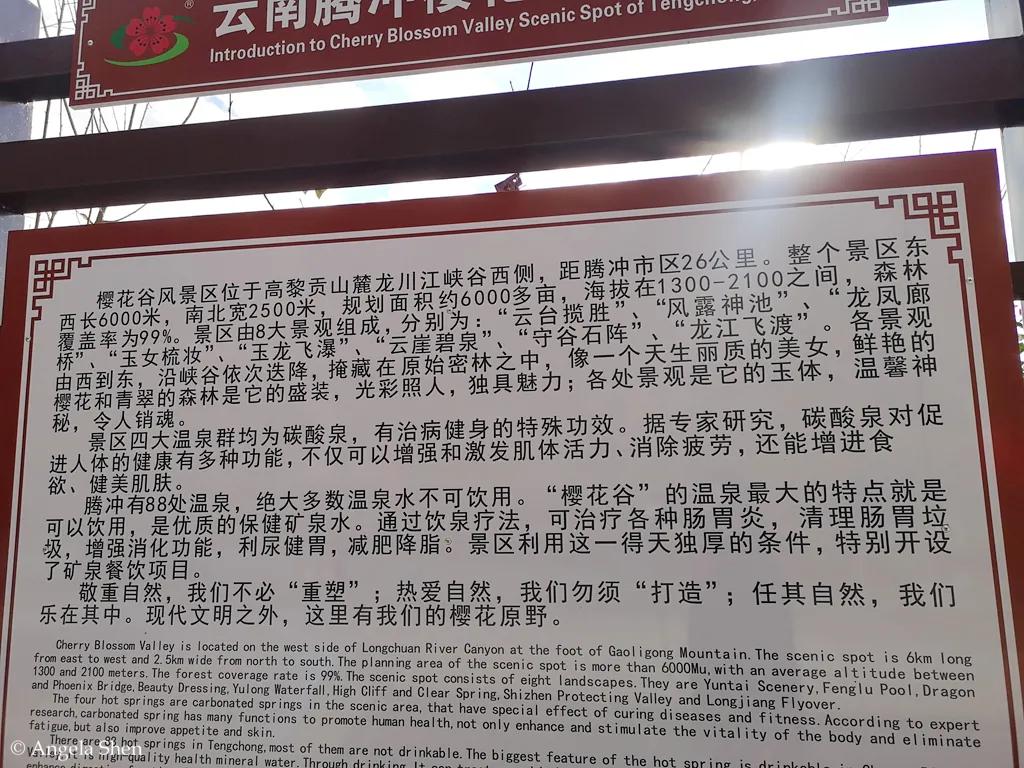 ®
云南腾冲樱花
Introduction to Cherry Blossom Valley Scenic Spot of Tengchong,
樱花谷风景区位于高黎贡山麓龙川江峡谷西侧，距腾冲市区26公里。整个景区东
西长6000米，南北宽2500米，规划面积约6000多亩，海拔在1300-2100之间，森林
覆盖率为99%。景区由8大景观组成，分别为：“云台揽胜”、“风露神池”、“龙凤廊
桥”、“玉女梳妆”、“玉龙飞瀑”、“云崖碧泉”、“守谷石阵”、“龙江飞渡”。各景观
由西到东，沿峡谷依次迭降，掩藏在原始密林之中，像一个天生丽质的美女，鲜艳的
樱花和青翠的森林是它的盛装，光彩照人，独具魅力；各处景观是它的玉体，温馨神
秘，令人销魂。
景区四大温泉群均为碳酸泉，有治病健身的特殊功效。据专家研究，碳酸泉对促
进人体的健康有多种功能，不仅可以增强和激发肌体活力、消除疲劳，还能增进食
欲、健美肌肤。
腾冲有88处温泉，绝大多数温泉水不可饮用。“樱花谷”的温泉最大的特点就是
可以饮用，是优质的保健矿泉水。通过饮泉疗法，可治疗各种肠胃炎，清理肠胃垃
圾，增强消化功能，利尿健胃，减肥降脂。景区利用这一得天独厚的条件，特别开设
了矿泉餐饮项目。
敬重自然，我们不必“重塑”；热爱自然，我们勿须“打造”；任其自然，我们
乐在其中。现代文明之外，这里有我们的樱花原野。
Cherry Blossom Valley is located on the west side of Longchuan River Canyon at the foot of Gaoligong Mountain. The scenic spot is 6km long
from east to west and 2.5km wide from north to south. The planning area of the scenic spot is more than 6000Mu, with an average altitude between
1300 and 2100 meters. The forest coverage rate is 99%. The scenic spot consists of eight landscapes. They are Yuntai Scenery, Fenglu Pool, Dragon
and Phoenix Bridge, Beauty Dressing, Yulong Waterfall, High Cliff and Clear Spring, Shizhen Protecting Valley and Longjiang Flyover.
The four hot springs are carbonated springs in the scenic area, that have special effect of curing diseases and fitness. According to expert
research, carbonated spring has many functions to promote human health, not only enhance and stimulate the vitality of the body and eliminate
fatigue, but also improve appetite and skin.
There are 88 hot springs in Tengchong, most of them are not drinkable. The biggest feature of the hot spring is drinkable in
is high-quality health mineral water. Through drinking, It can
© Angela Shen